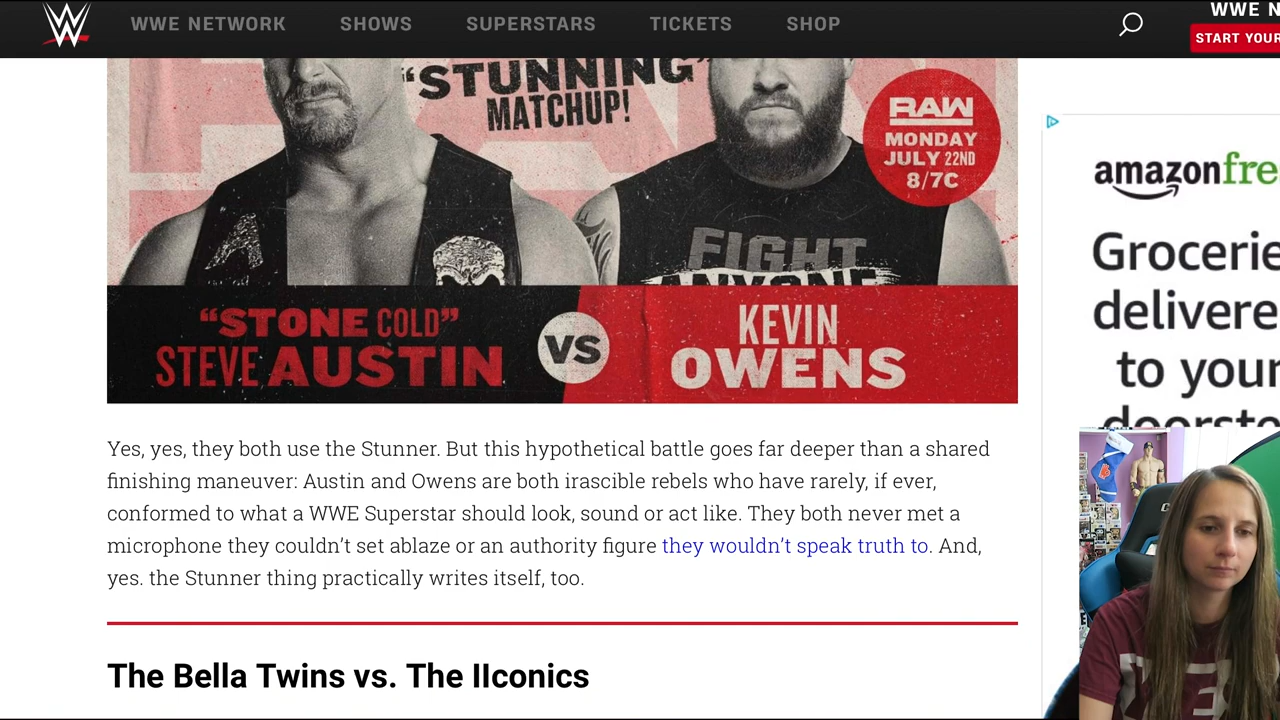 WWE NETWORK SHOWS SUPERSTARS TICKETS SHOP
WWE N
START YOUR
"STUNNING"
MATCHUP!
RAW
MONDAY
JULY 22ND
8/7C
FIGHT
ANYONE
"STONE COLD"
STEVE AUSTIN
VS
KEVIN
OWENS
amazonfre
Groceries
delivere
to your
doorste
Yes, yes, they both use the Stunner. But this hypothetical battle goes far deeper than a shared
finishing maneuver: Austin and Owens are both irascible rebels who have rarely, if ever,
conformed to what a WWE Superstar should look, sound or act like. They both never met a
microphone they couldn't set ablaze or an authority figure they wouldn't speak truth to. And,
yes. the Stunner thing practically writes itself, too.
The Bella Twins vs. The IIconics